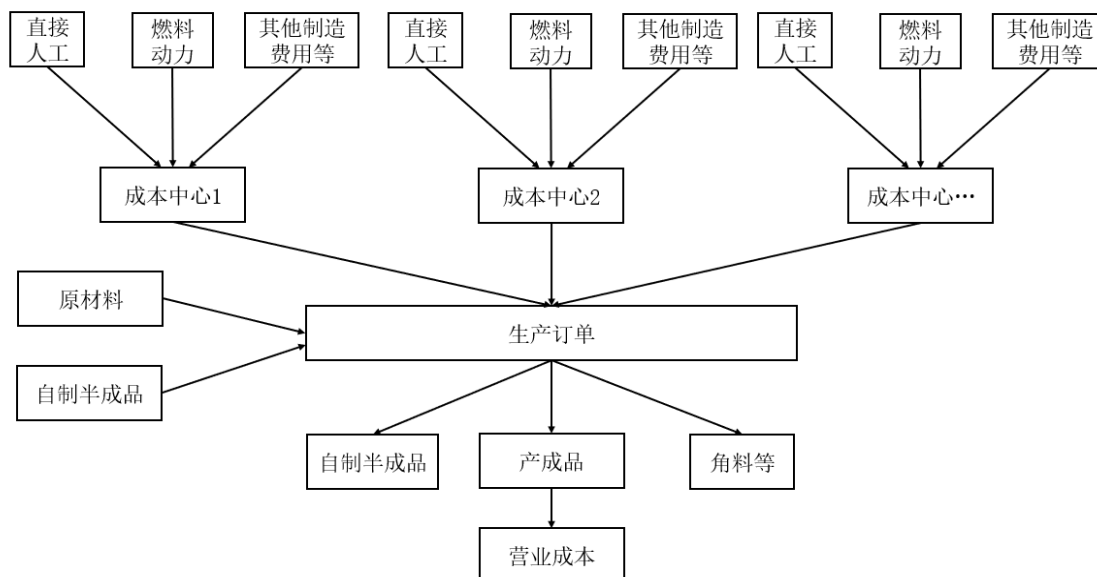 直接
人工
燃料
动力
其他制造
费用等
直接
人工
燃料
动力
其他制造
费用等
直接
人工
燃料
动力
其他制造
费用等
成本中心1
成本中心2
成本中心…
原材料
生产订单
自制半成品
自制半成品
产成品
角料等
营业成本